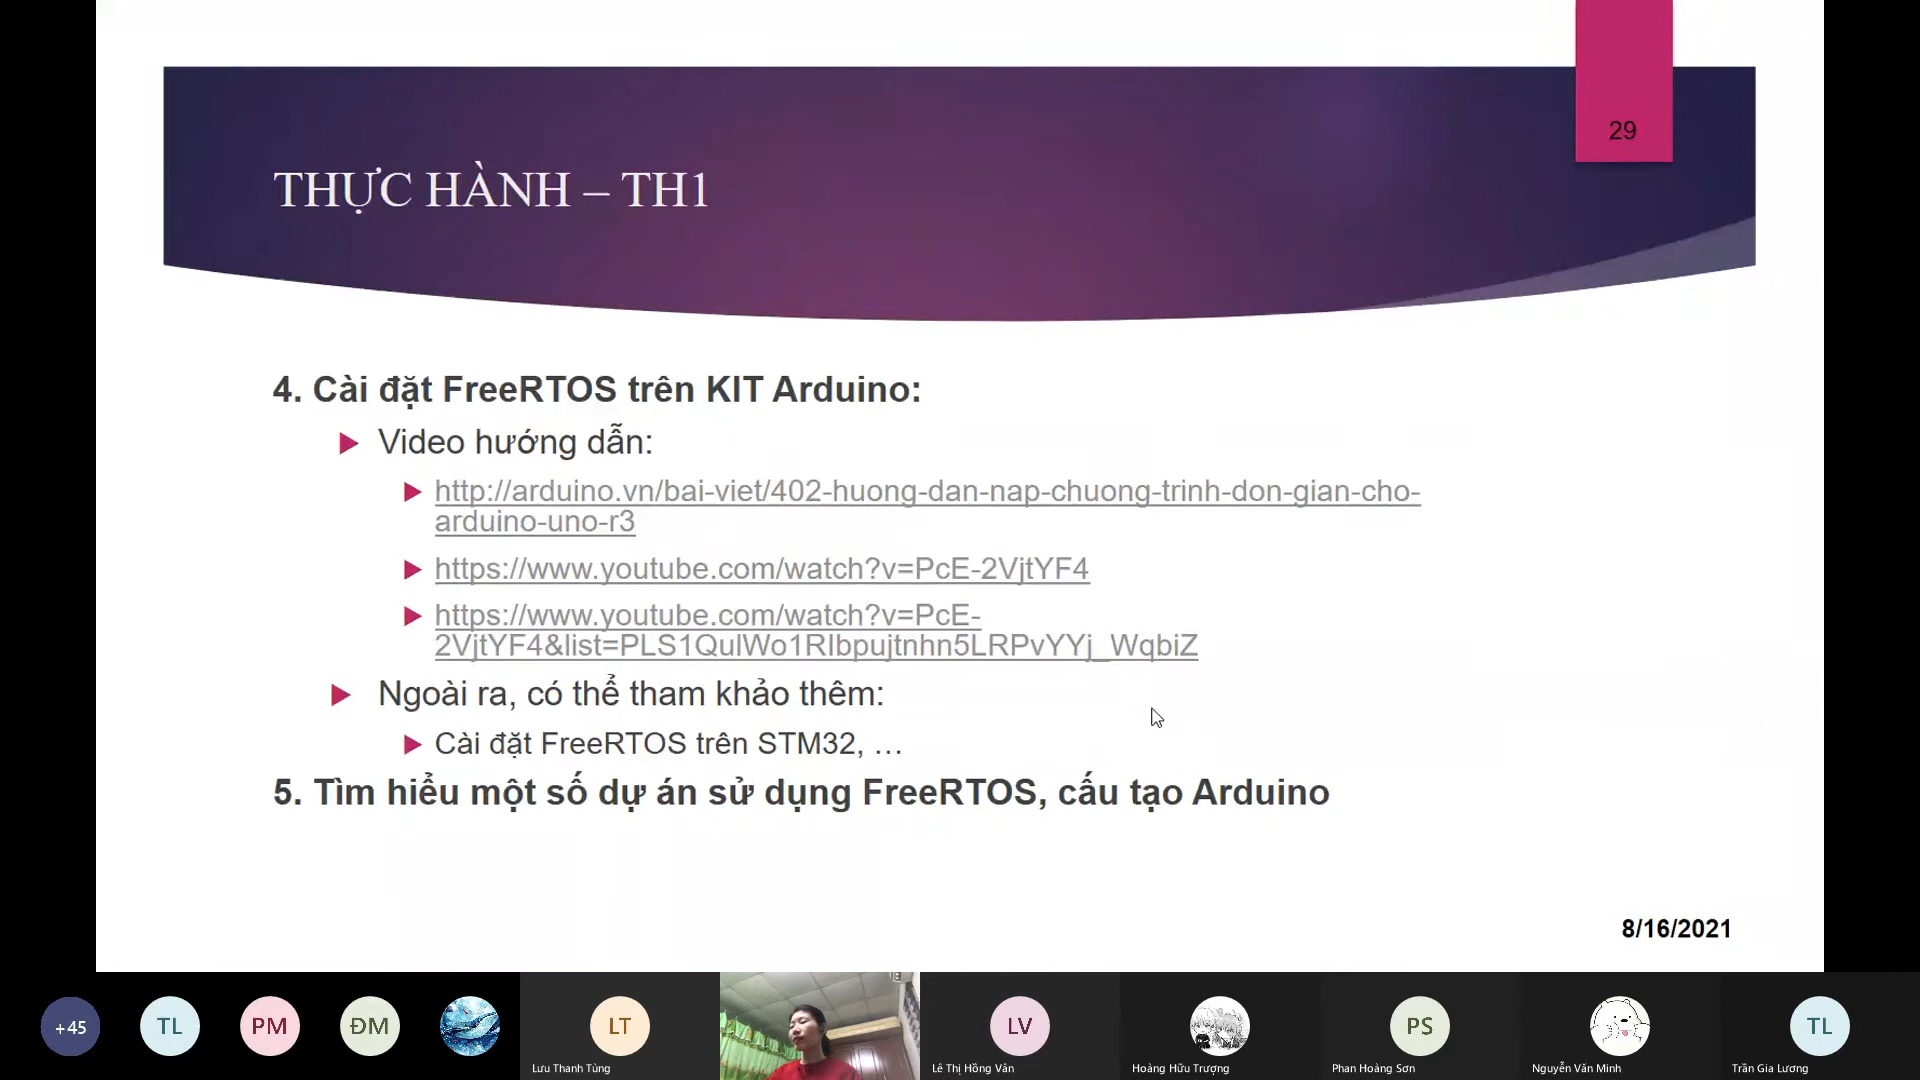 29
THỰC HÀNH – TH1
4. Cài đặt FreeRTOS trên KIT Arduino:
Video hướng dẫn:
http://arduino.vn/bai-viet/402-huong-dan-nap-chuong-trinh-don-gian-cho-
arduino-uno-r3
https://www.youtube.com/watch?v=PcE-2VjtYF4
https://www.youtube.com/watch?v=PcE-
2VjtYF4&list=PLS1QulWo1RIbpujtnhn5LRPvYYj_WqbiZ
Ngoài ra, có thể tham khảo thêm:
Cài đặt FreeRTOS trên STM32, …
5. Tìm hiểu một số dự án sử dụng FreeRTOS, cấu tạo Arduino
8/16/2021
+45
TL
PM
ĐM
LT
LV
PS
TL
Lưu Thanh Tùng
Lê Thị Hồng Vân
Hoàng Hữu Trượng
Phan Hoàng Sơn
Nguyễn Văn Minh
Trần Gia Lương